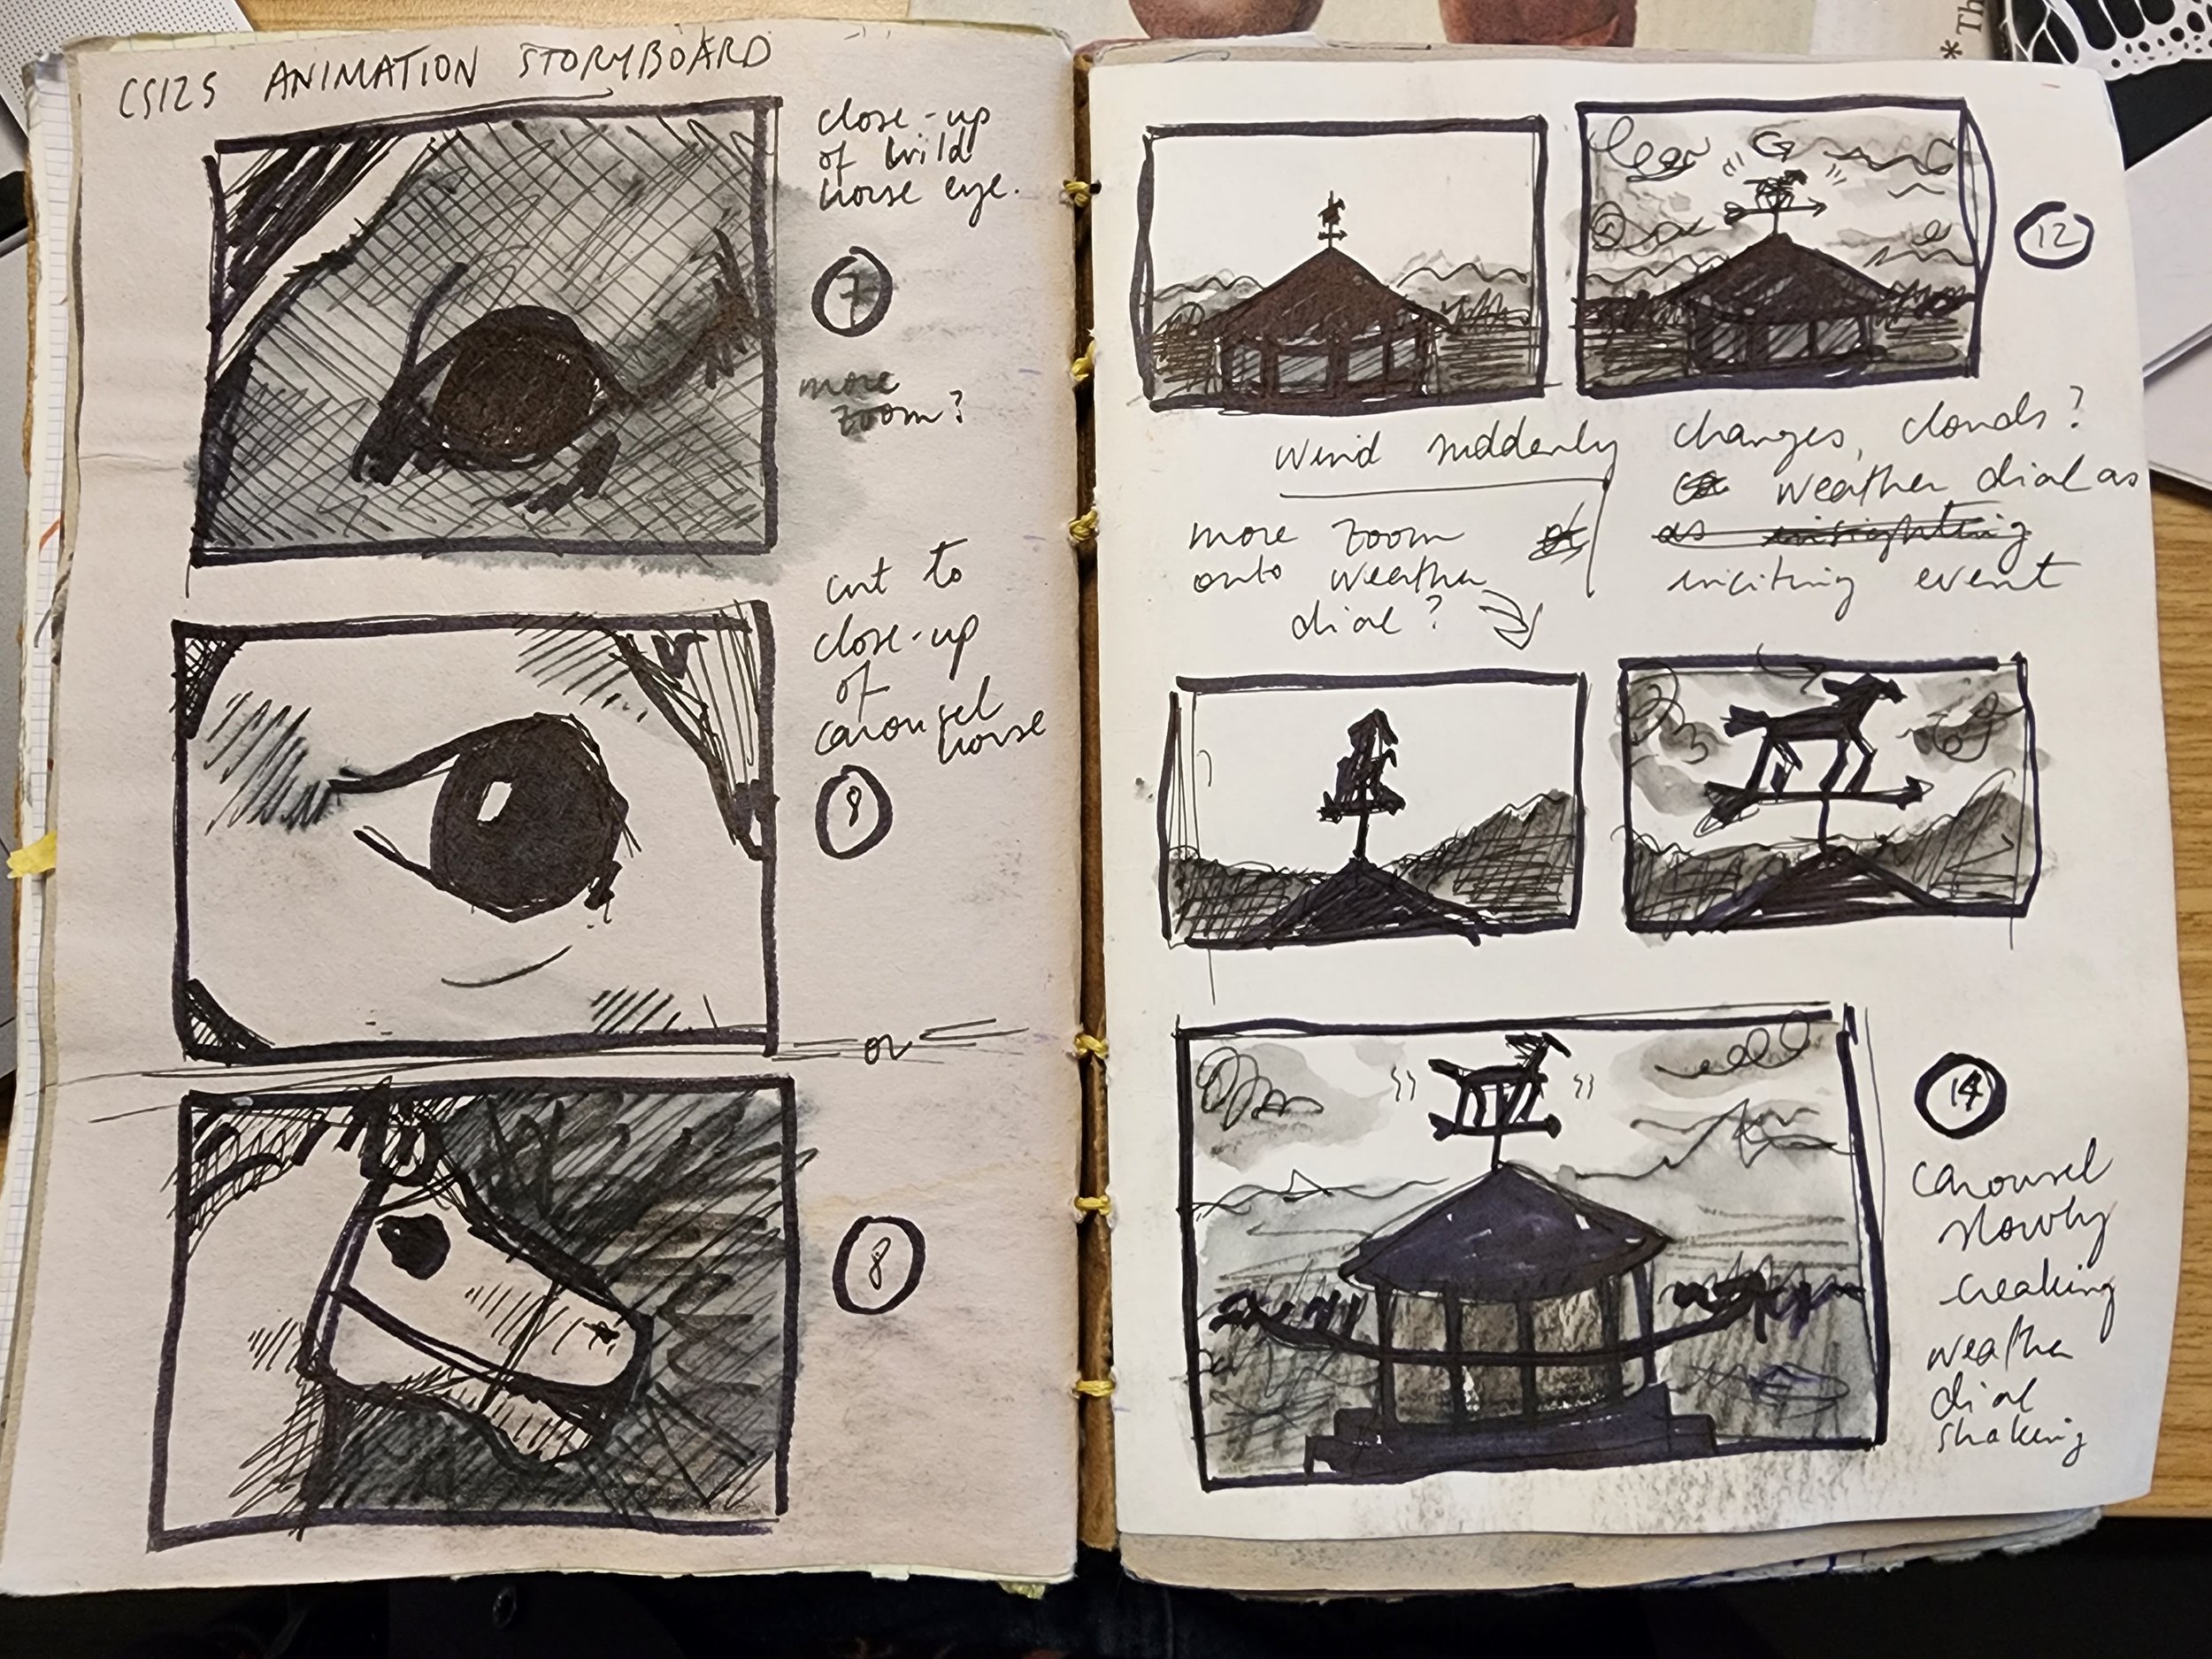 CS125 ANIMATION STORYBOARD
close-up
of wild
horse eye.
7
more
zoom?
cut to
close-up
of
carousel
horse
8
or
8
12
wind suddenly changes, clouds?
weather dial as
more zoom
onto weather
dial?
inciting event
14
carousel
slowly
creaking
weather
dial
shaking
*Th